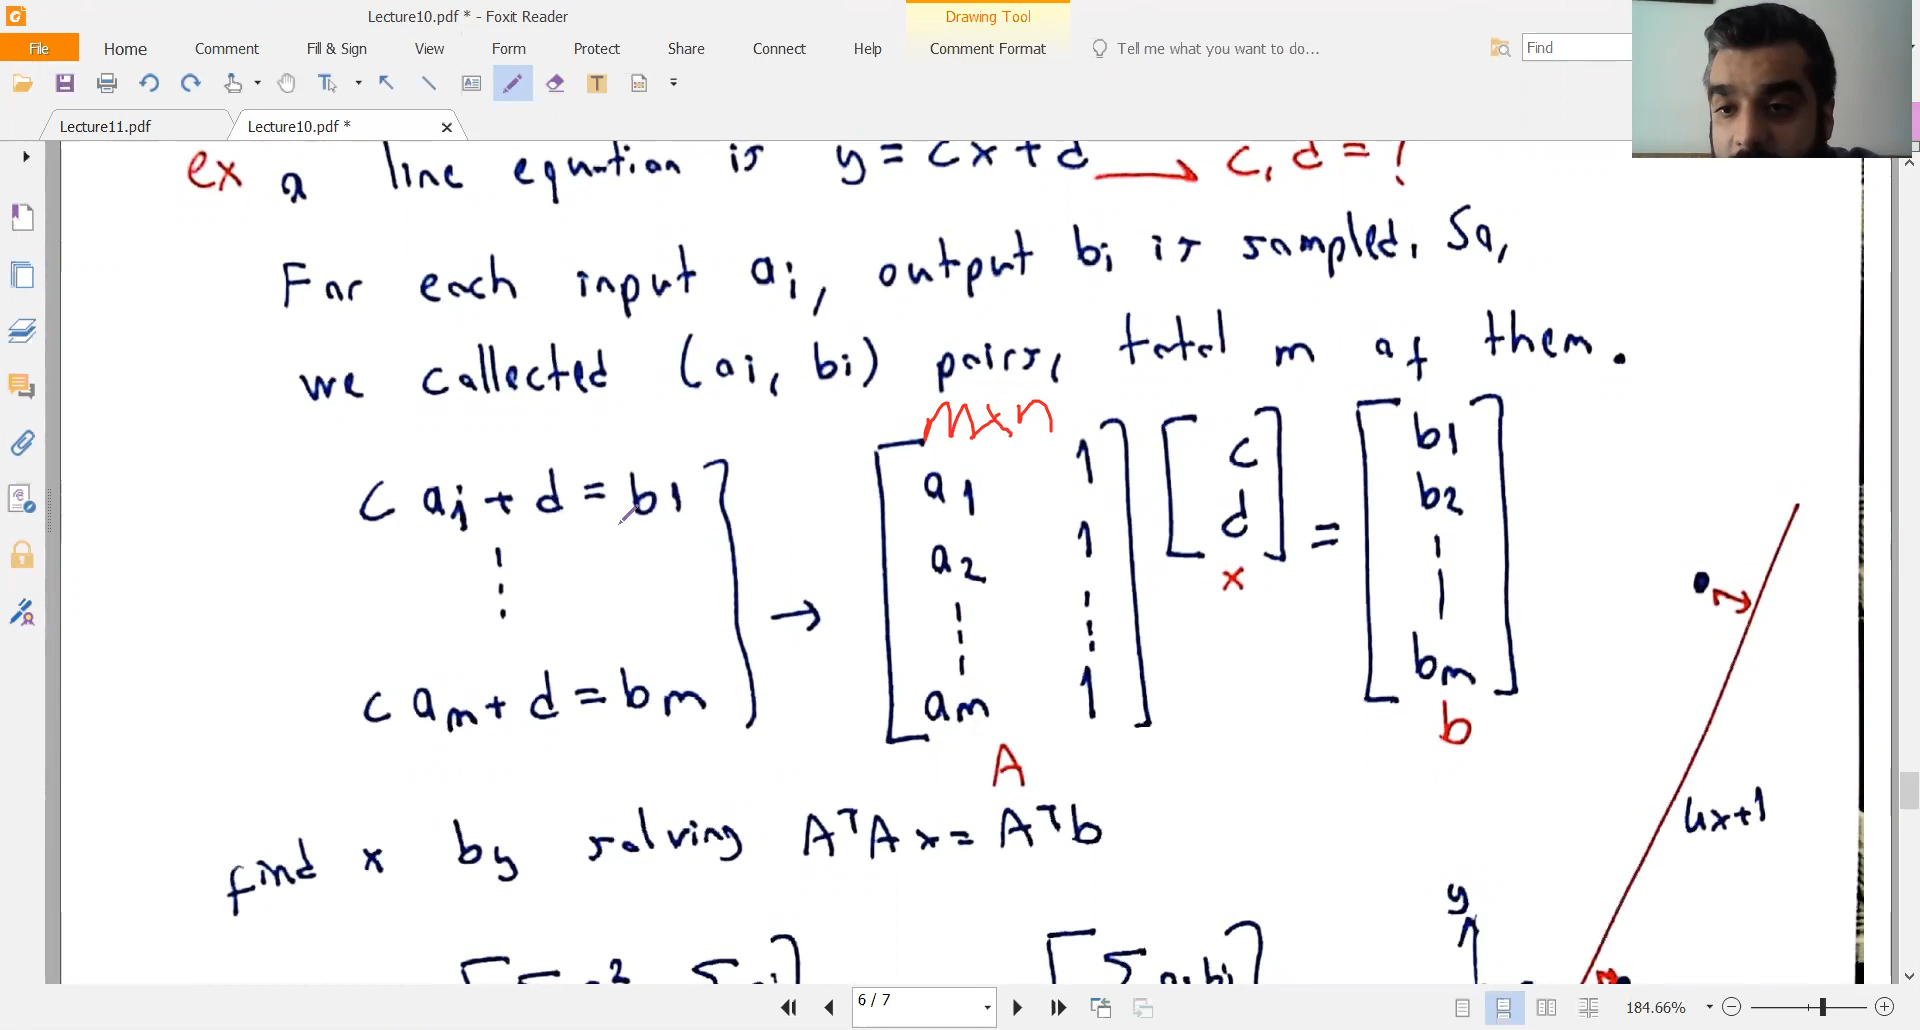 Lecture10.pdf * - Foxit Reader
Drawing Tool
File Home Comment Fill & Sign View Form Protect Share Connect Help Comment Format Tell me what you want to do... Find
Lecture11.pdf Lecture10.pdf *
ex a line equation is y = cx + d → c, d = ?
For each input ai, output bi is sampled. So,
we collected (ai, bi) pairs, total m of them.
mxn
c a1 + d = b1
⋮
c am + d = bm
→
a1 1
a2 1
⋮ ⋮
am 1
A
c
d
x
=
b1
b2
⋮
bm
b
find x by solving AᵀA x = Aᵀb
4x+1
y
Σ ai bi
6 / 7
184.66%